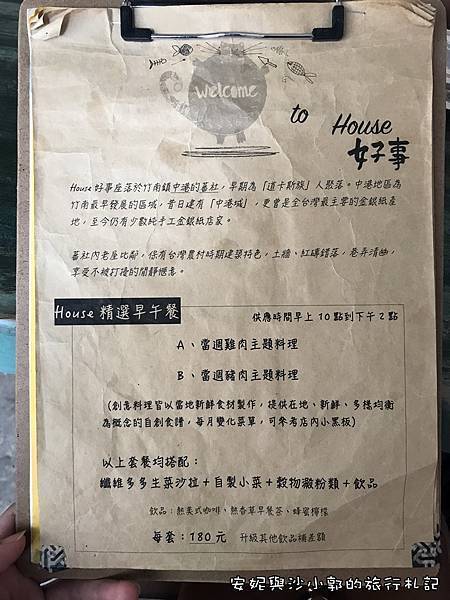 welcome
to House
好事
House 好事座落於竹南鎮中港的蕃社，早期為「道卡斯族」人聚落。中港地區為
竹南最早發展的區域，昔日建有「中港城」，更曾是全台灣最主要的金銀紙產
地，至今仍有少數純手工金銀紙店家。
蕃社內老屋比鄰，保有台灣農村時期建築特色，土牆、紅磚錯落，巷弄清幽，
享受不被打擾的閒靜愜意。
House 精選早午餐
供應時間早上 10 點到下午 2 點
A、當週雞肉主題料理
B、當週豬肉主題料理
(創意料理皆以當地新鮮食材製作，提供在地、新鮮、多樣均衡
為概念的自創食譜，每月變化菜單，可參考店內小黑板)
以上套餐均搭配：
纖維多多生菜沙拉＋自製小菜＋穀物澱粉類＋飲品
飲品：熱美式咖啡、無香草早餐茶、蜂蜜檸檬
每套：180 元 升級其他飲品補差額
安妮與沙小郭的旅行札記